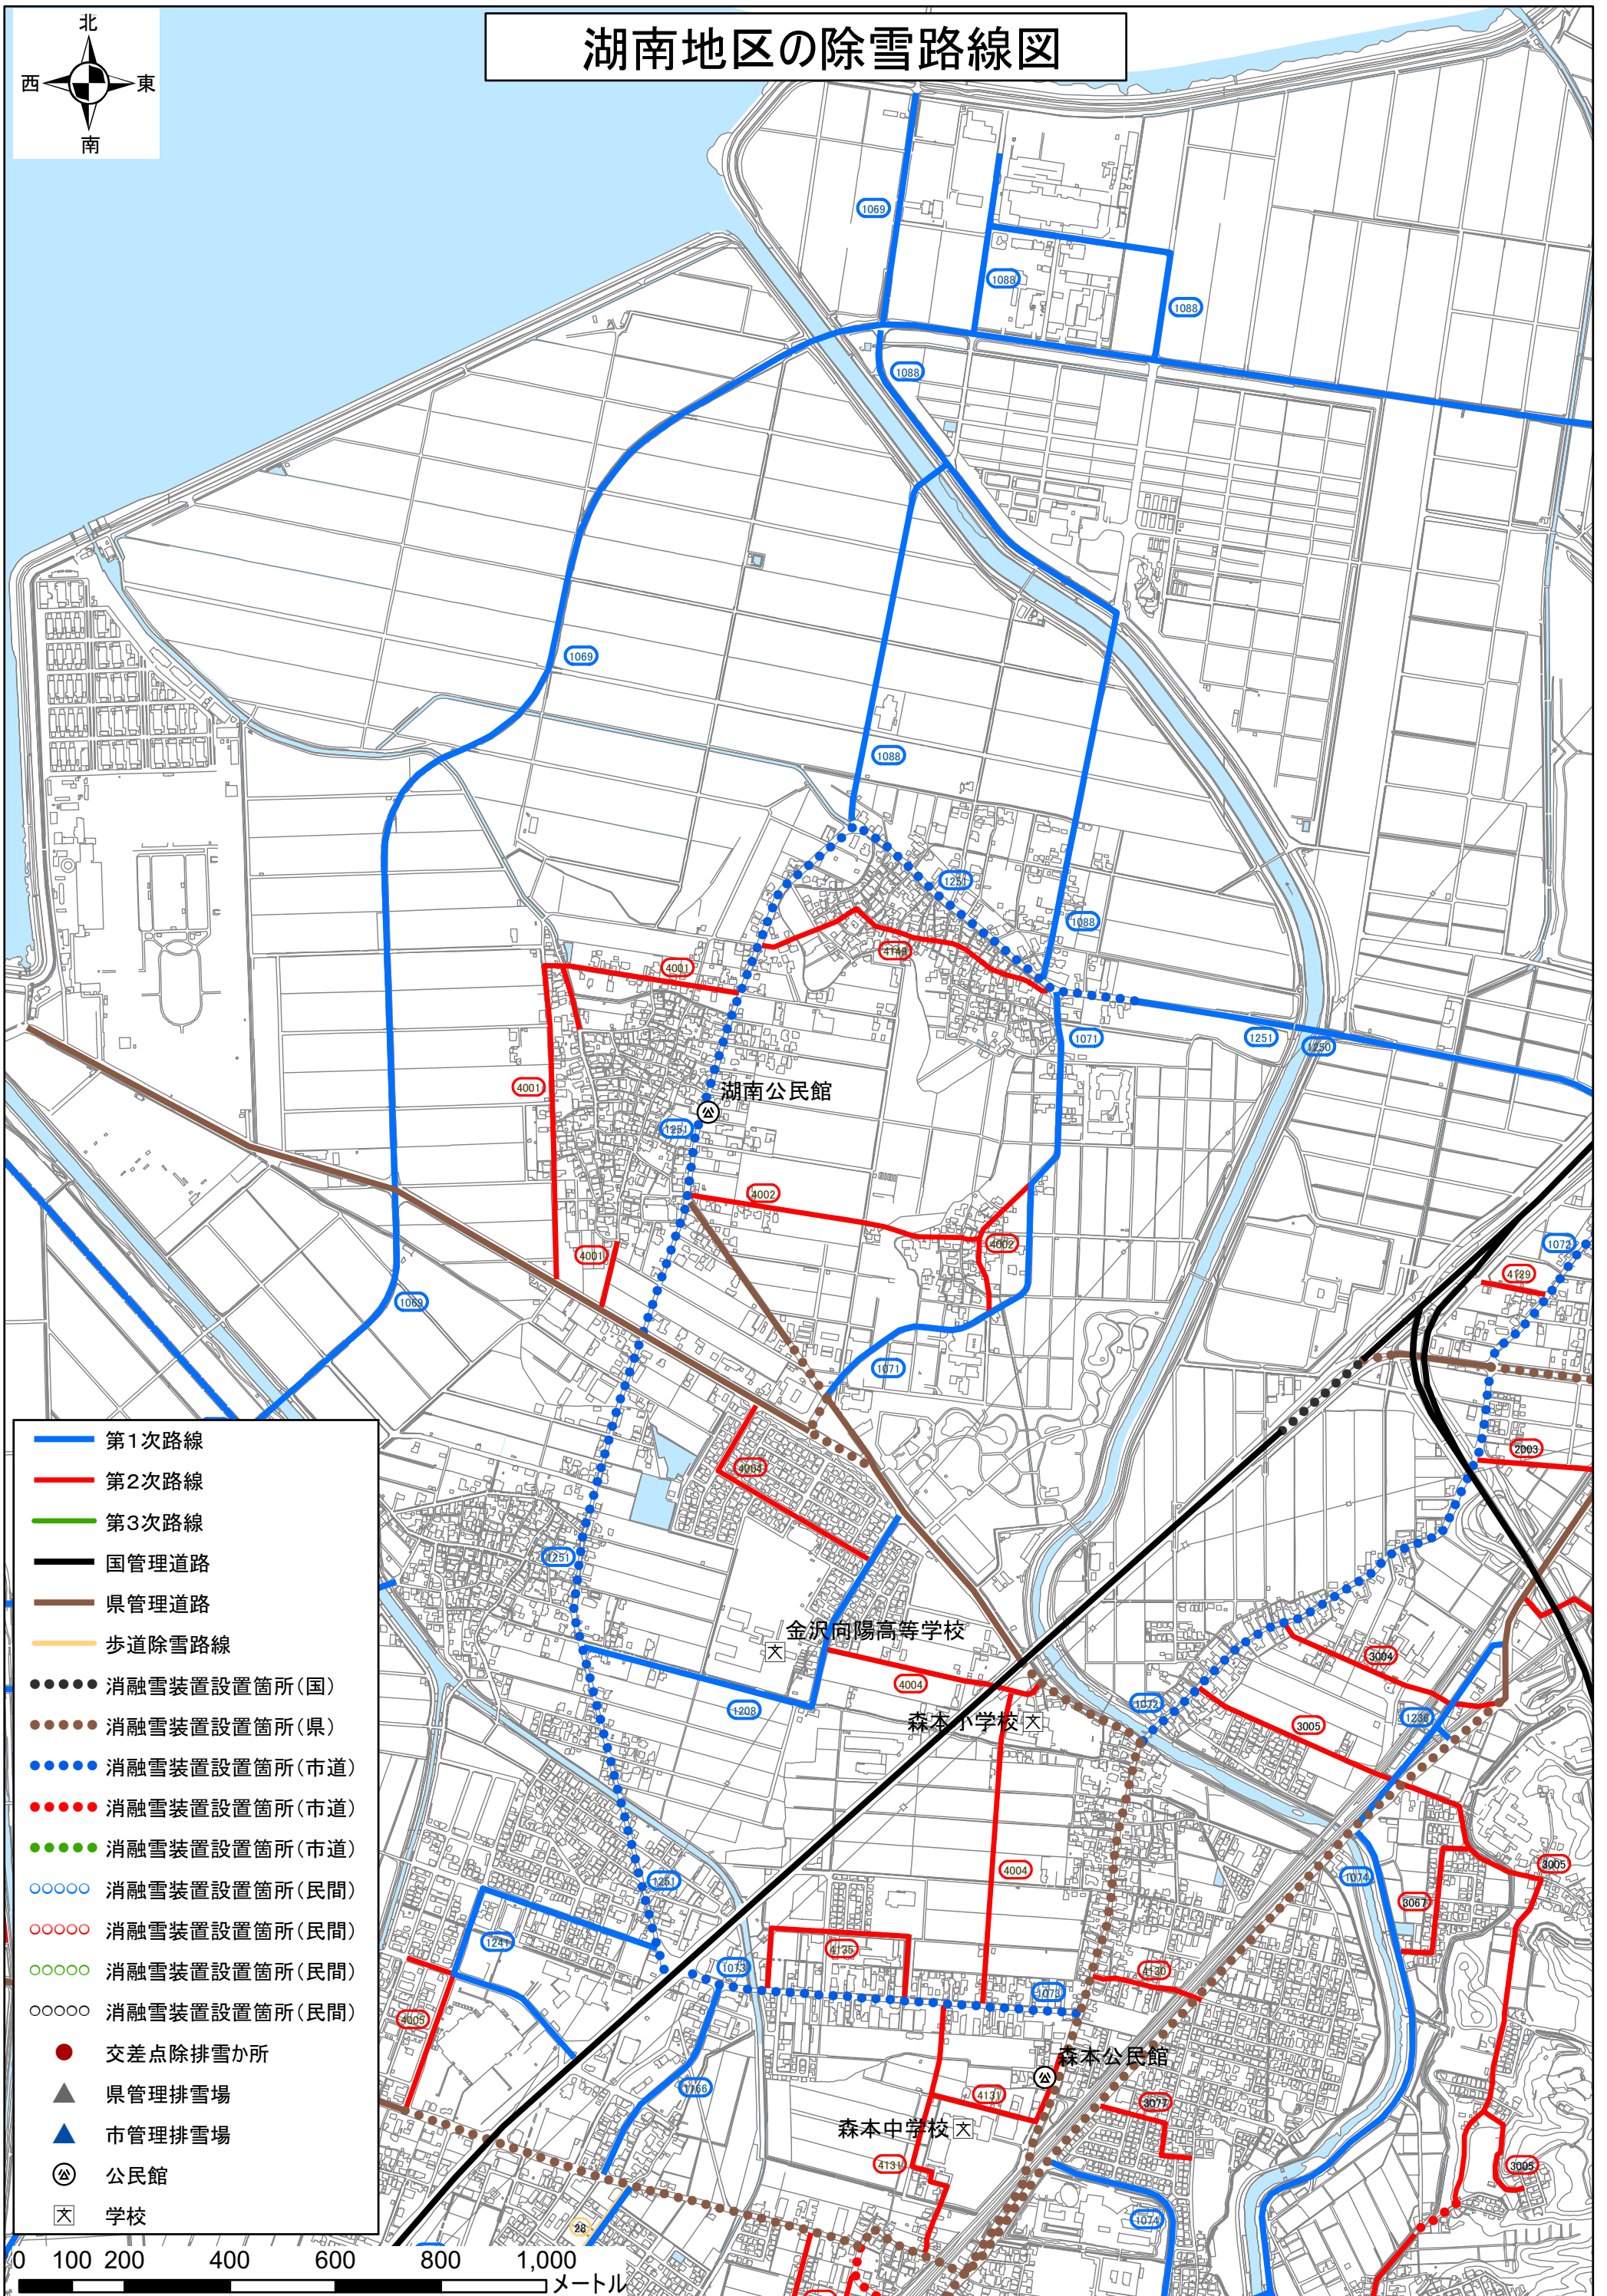 湖南地区の除雪路線図
北
西
東
南
1069
1088
1088
1088
1069
1088
1251
1088
4149
4001
1071
1251
1250
4001
湖南公民館
1251
4002
4002
1072
4001
4129
1069
1071
2003
4004
1251
金沢向陽高等学校
文
3004
4004
1072
1208
森本小学校
文
3005
1236
4004
3005
1251
1074
3067
1241
4135
1073
4130
1073
4005
森本公民館
公
1166
4131
3077
森本中学校
文
4131
3005
1074
28
第1次路線
第2次路線
第3次路線
国管理道路
県管理道路
歩道除雪路線
消融雪装置設置箇所(国)
消融雪装置設置箇所(県)
消融雪装置設置箇所(市道)
消融雪装置設置箇所(市道)
消融雪装置設置箇所(市道)
消融雪装置設置箇所(民間)
消融雪装置設置箇所(民間)
消融雪装置設置箇所(民間)
消融雪装置設置箇所(民間)
交差点除排雪か所
県管理排雪場
市管理排雪場
公 公民館
文 学校
0 100 200 400 600 800 1,000
メートル